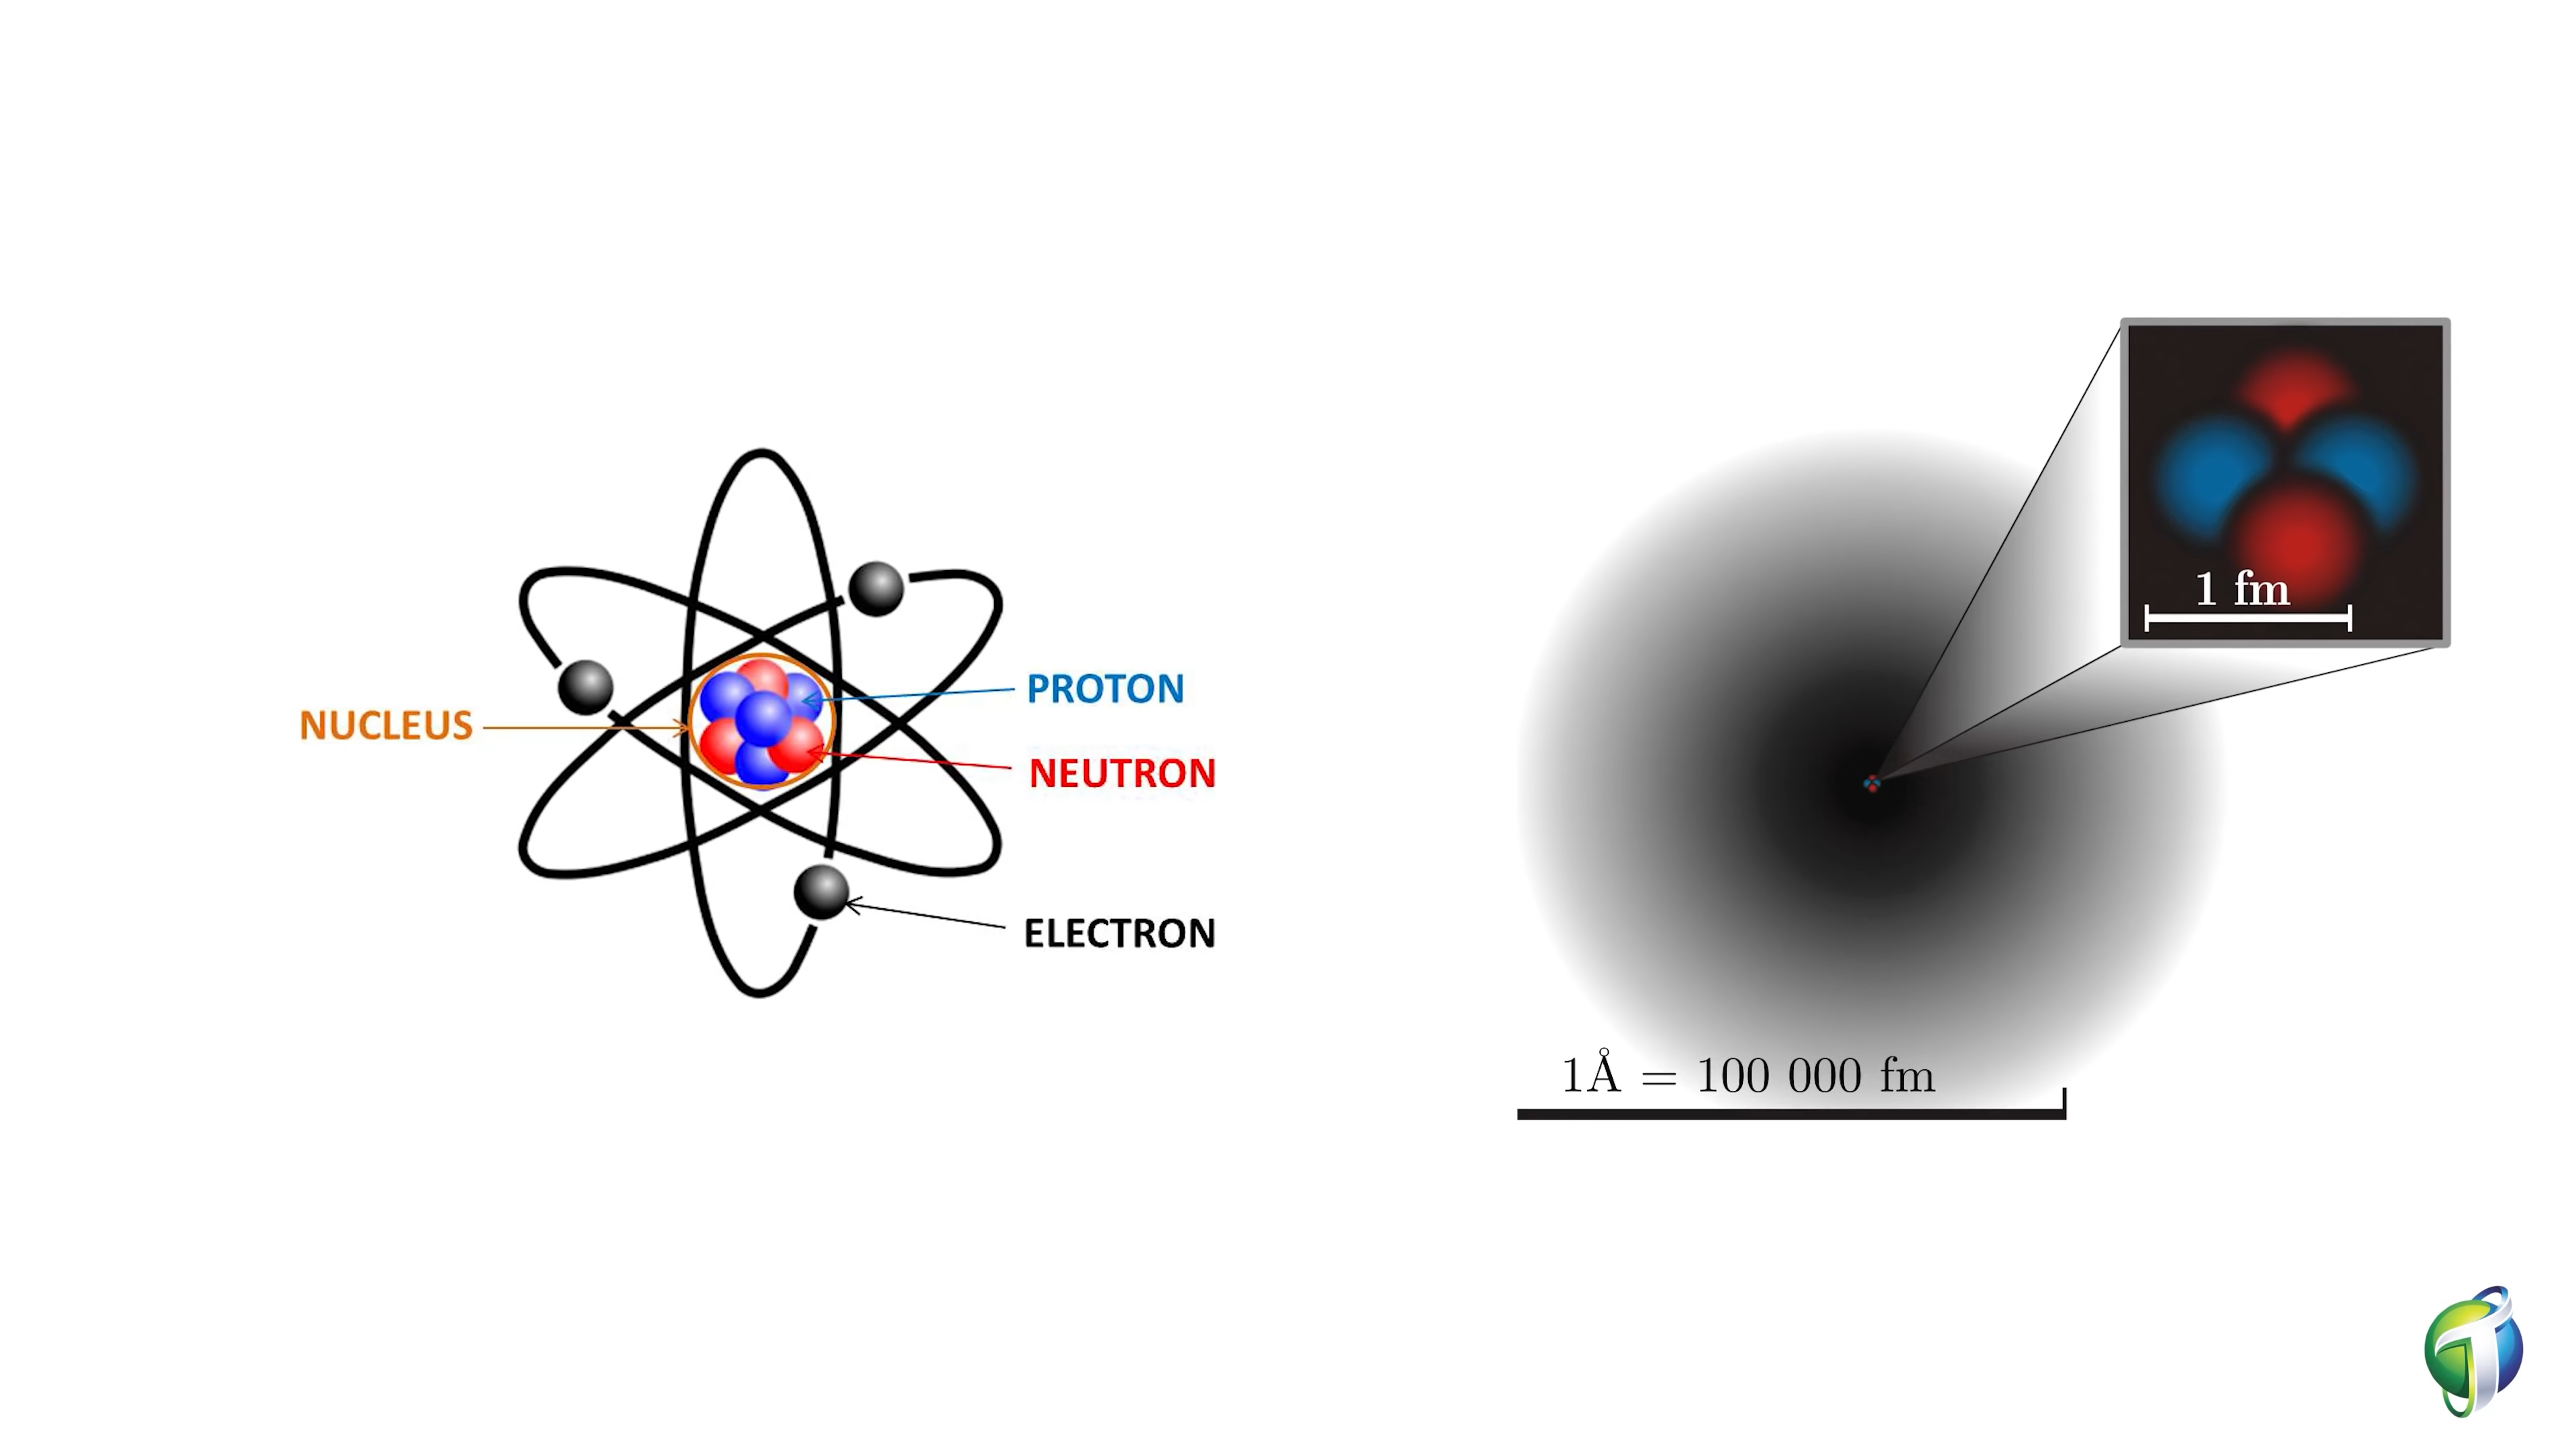 NUCLEUS
PROTON
NEUTRON
ELECTRON
1 fm
1Å = 100 000 fm